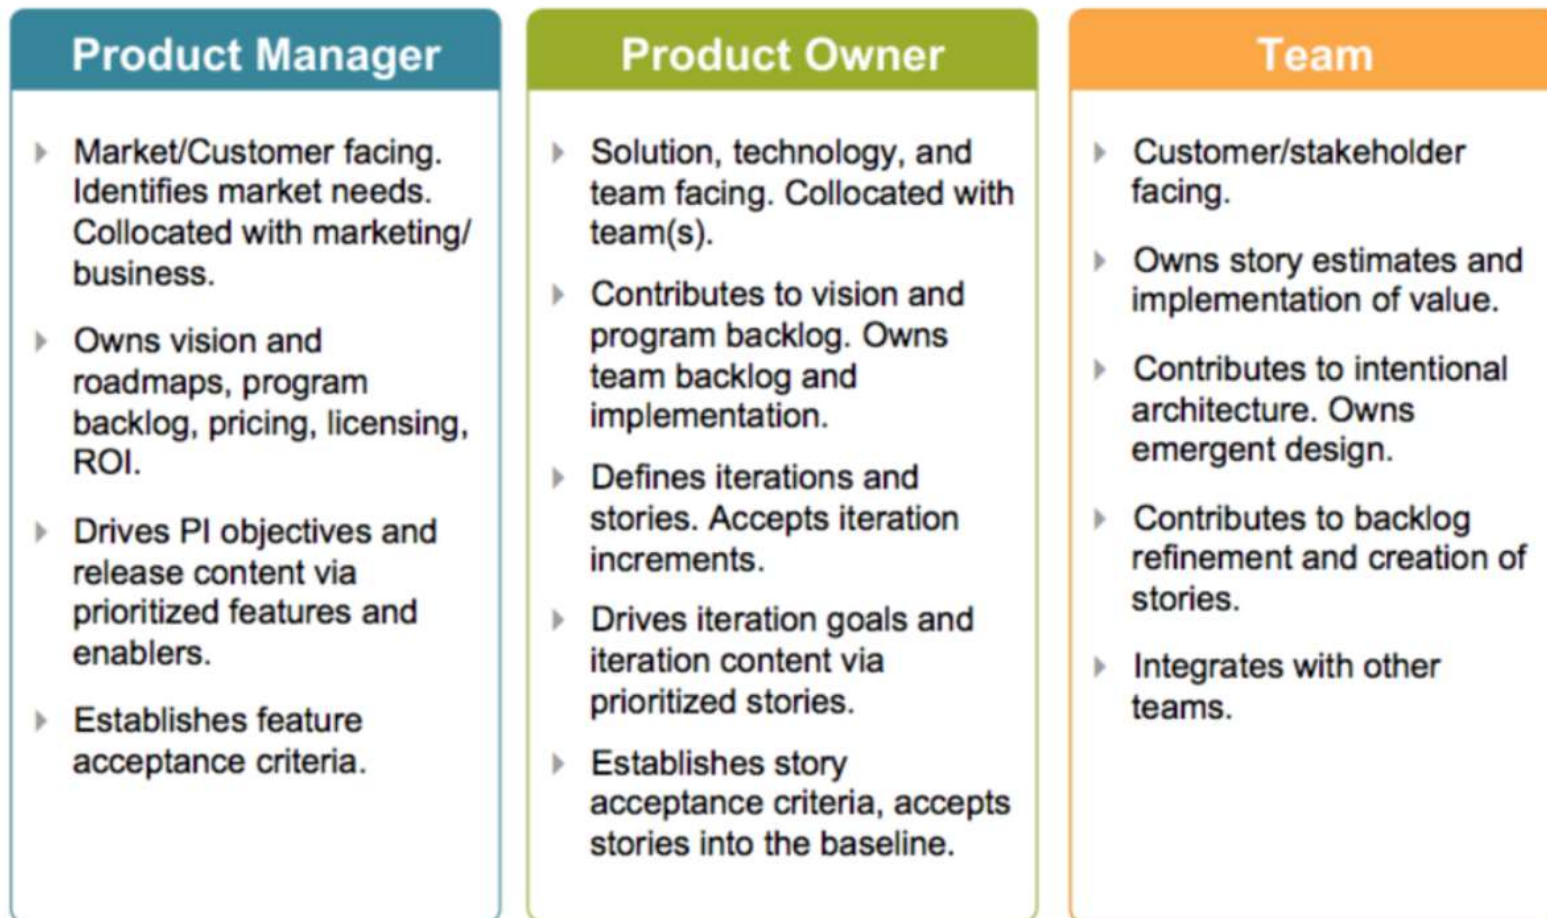 Product Manager
Market/Customer facing.
Identifies market needs.
Collocated with marketing/
business.
Owns vision and
roadmaps, program
backlog, pricing, licensing,
ROI.
Drives PI objectives and
release content via
prioritized features and
enablers.
Establishes feature
acceptance criteria.
Product Owner
Solution, technology, and
team facing. Collocated with
team(s).
Contributes to vision and
program backlog. Owns
team backlog and
implementation.
Defines iterations and
stories. Accepts iteration
increments.
Drives iteration goals and
iteration content via
prioritized stories.
Establishes story
acceptance criteria, accepts
stories into the baseline.
Team
Customer/stakeholder
facing.
Owns story estimates and
implementation of value.
Contributes to intentional
architecture. Owns
emergent design.
Contributes to backlog
refinement and creation of
stories.
Integrates with other
teams.